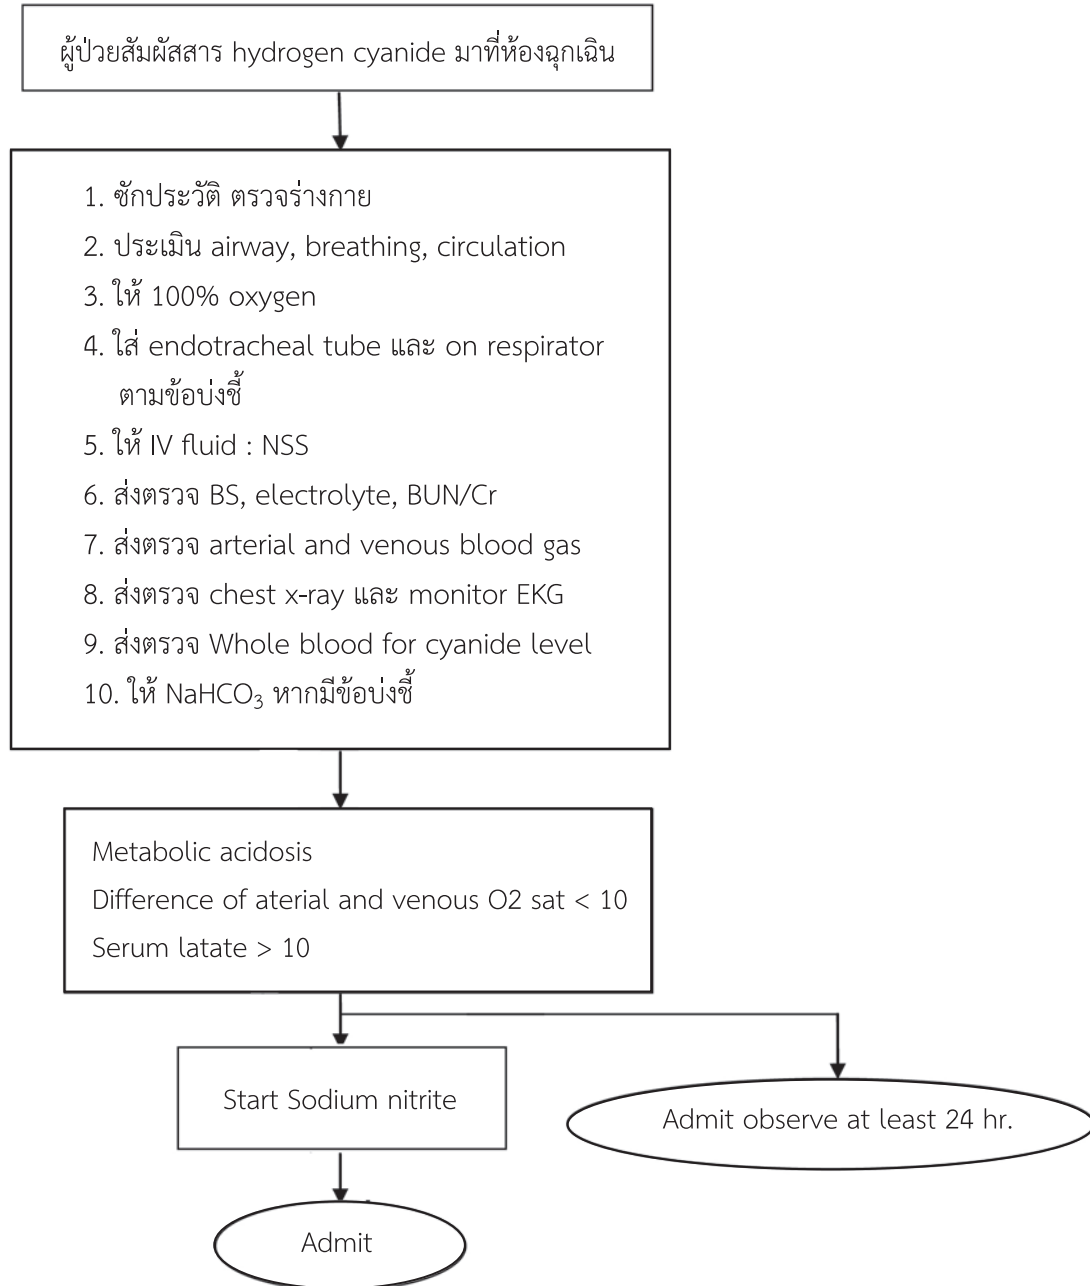 ผู้ป่วยสัมผัสสาร hydrogen cyanide มาที่ห้องฉุกเฉิน
1. ซักประวัติ ตรวจร่างกาย
2. ประเมิน airway, breathing, circulation
3. ให้ 100% oxygen
4. ใส่ endotracheal tube และ on respirator
ตามข้อบ่งชี้
5. ให้ IV fluid : NSS
6. ส่งตรวจ BS, electrolyte, BUN/Cr
7. ส่งตรวจ arterial and venous blood gas
8. ส่งตรวจ chest x-ray และ monitor EKG
9. ส่งตรวจ Whole blood for cyanide level
10. ให้ NaHCO₃ หากมีข้อบ่งชี้
Metabolic acidosis
Difference of aterial and venous O2 sat < 10
Serum latate > 10
Start Sodium nitrite
Admit observe at least 24 hr.
Admit